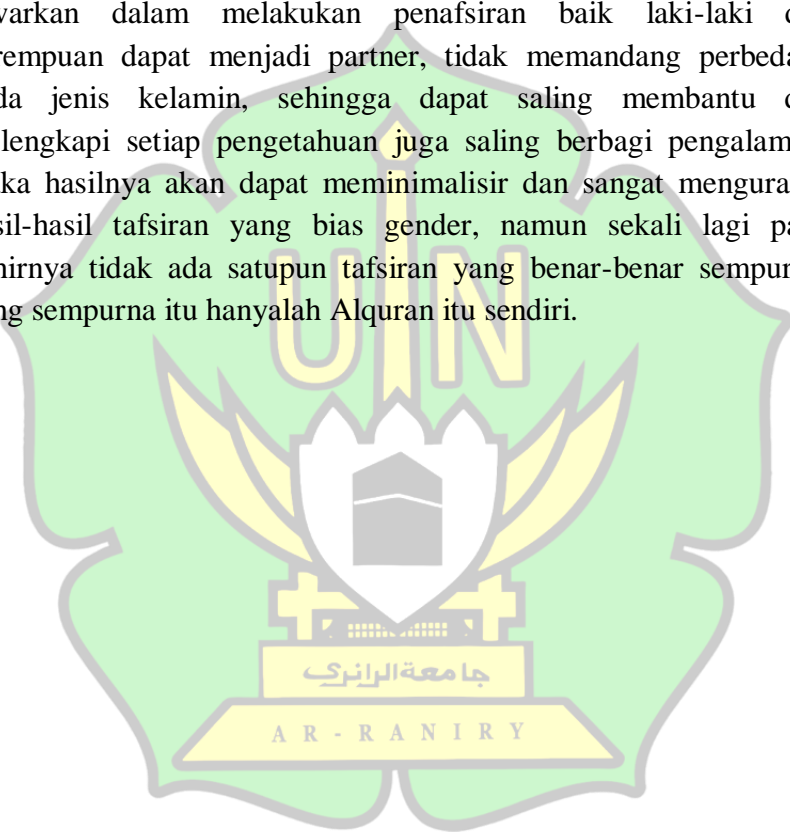 varkan dalam melakukan penafsiran baik laki-laki d
rempuan dapat menjadi partner, tidak memandang perbeda
da jenis kelamin, sehingga dapat saling membantu d
lengkapi setiap pengetahuan juga saling berbagi pengalam
ka hasilnya akan dapat meminimalisir dan sangat mengura
sil-hasil tafsiran yang bias gender, namun sekali lagi pa
hirnya tidak ada satupun tafsiran yang benar-benar sempur
ng sempurna itu hanyalah Alquran itu sendiri.
UIN
جامعة الرانري
AR-RANIRY